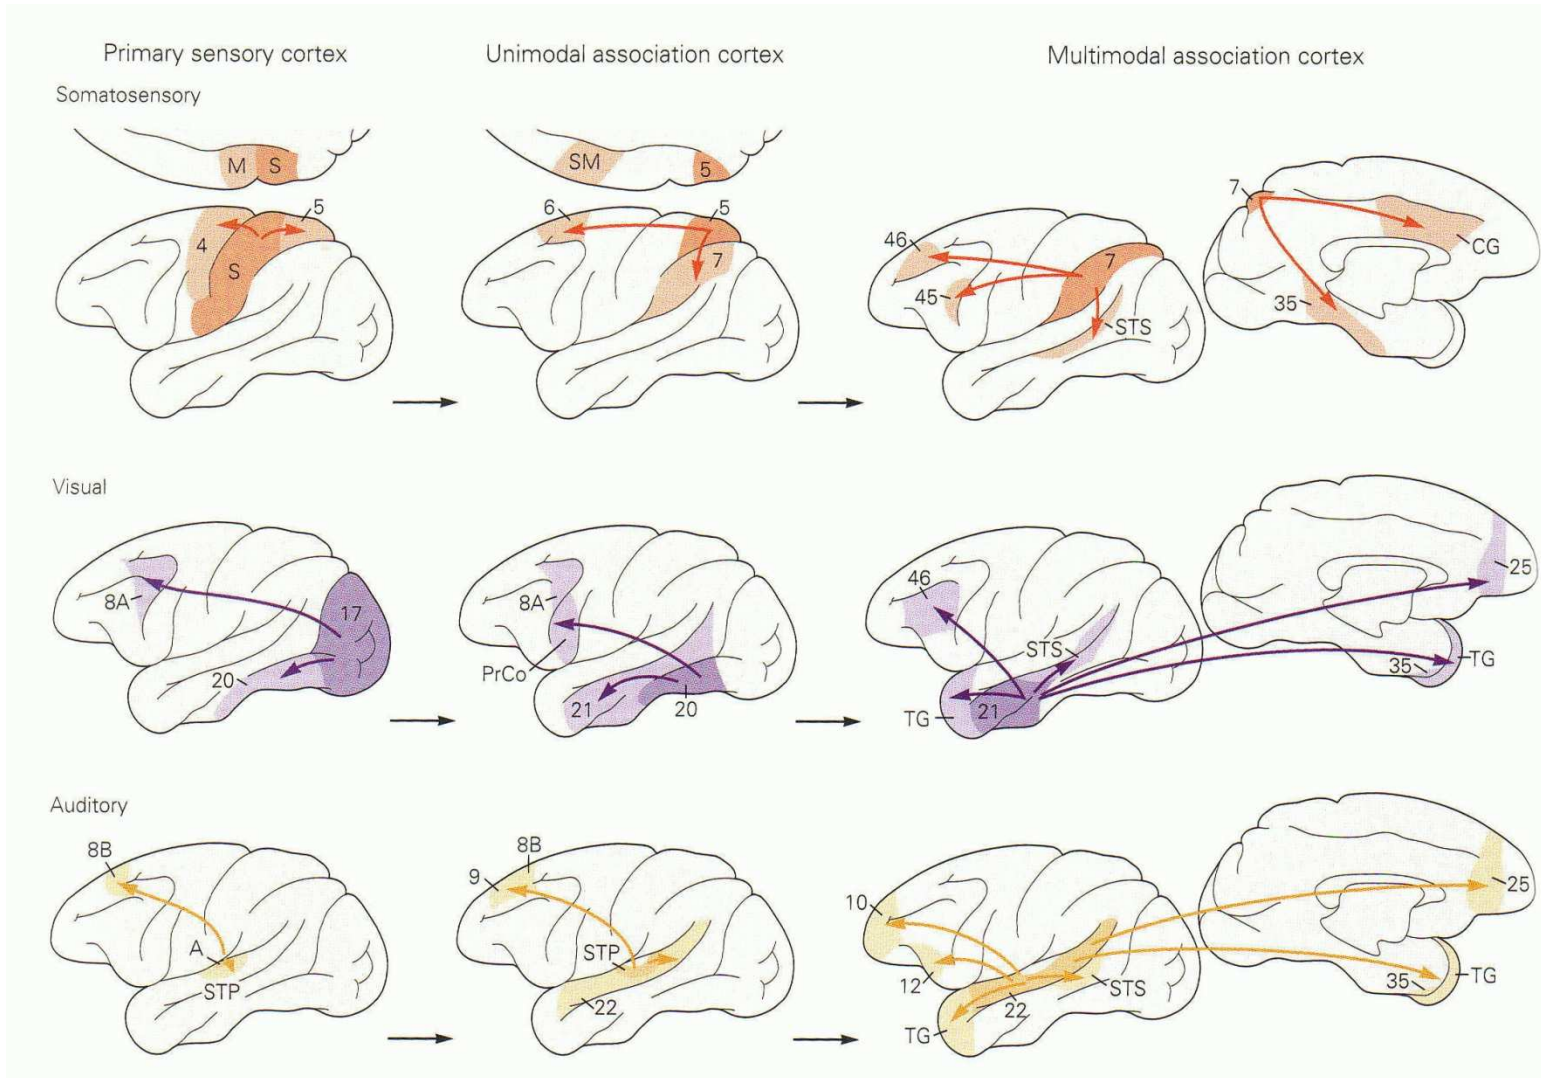 Primary sensory cortex
Unimodal association cortex
Multimodal association cortex
Somatosensory
M S
4 S 5
SM 5
6 5 7
46 45 7 STS
7 CG 35
Visual
8A 17 20
8A PrCo 21 20
46 STS TG 21
25 35 TG
Auditory
8B A STP
9 8B STP 22
10 12 22 STS TG
25 35 TG